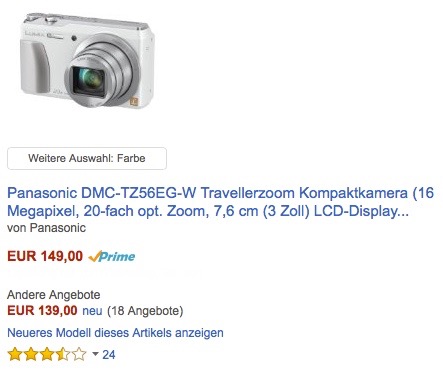 LUMIX
Weitere Auswahl: Farbe
Panasonic DMC-TZ56EG-W Travellerzoom Kompaktkamera (16
Megapixel, 20-fach opt. Zoom, 7,6 cm (3 Zoll) LCD-Display...
von Panasonic
EUR 149,00 Prime
Andere Angebote
EUR 139,00 neu (18 Angebote)
Neueres Modell dieses Artikels anzeigen
24